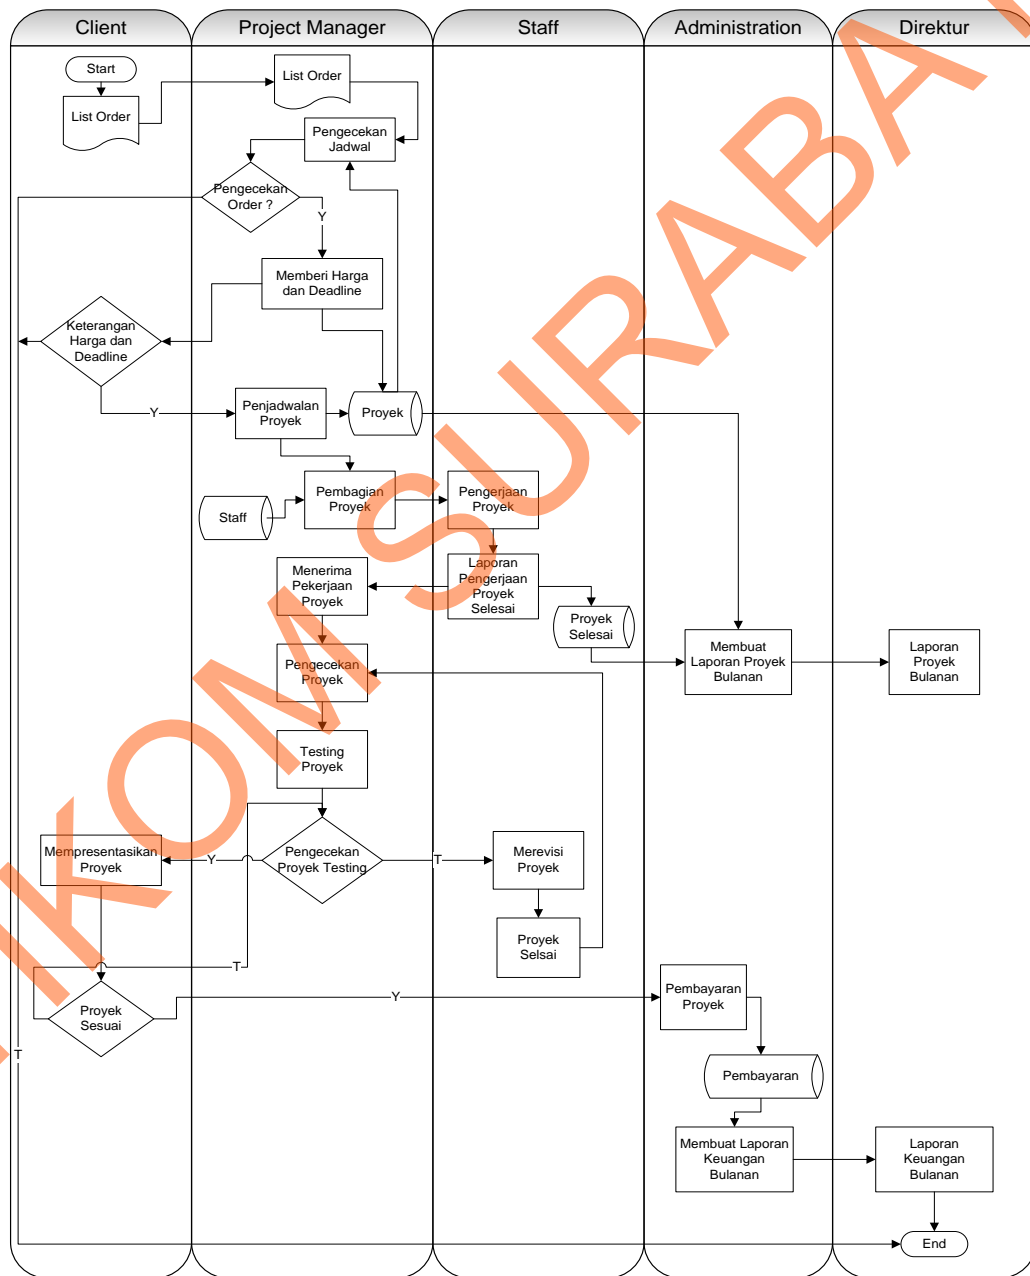 Client
Project Manager
Staff
Administration
Direktur
Start
List Order
List Order
Pengecekan
Jadwal
Pengecekan
Order ?
Y
Memberi Harga
dan Deadline
Keterangan
Harga dan
Deadline
Y
Penjadwalan
Proyek
Proyek
Staff
Pembagian
Proyek
Pengerjaan
Proyek
Menerima
Pekerjaan
Proyek
Laporan
Pengerjaan
Proyek
Selesai
Proyek
Selesai
Membuat
Laporan Proyek
Bulanan
Laporan
Proyek
Bulanan
Pengecekan
Proyek
Testing
Proyek
Mempresentasikan
Proyek
Y
Pengecekan
Proyek Testing
T
Merevisi
Proyek
Proyek
Selsai
T
Proyek
Sesuai
Y
Pembayaran
Proyek
T
Pembayaran
Membuat Laporan
Keuangan
Bulanan
Laporan
Keuangan
Bulanan
End
IKOM SURABA